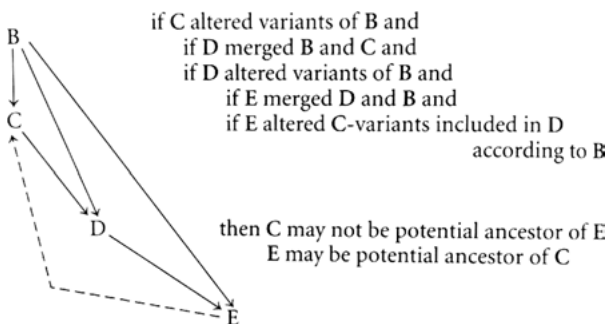 if C altered variants of B and
if D merged B and C and
if D altered variants of B and
if E merged D and B and
if E altered C-variants included in D
according to B
B
C
D
then C may not be potential ancestor of E
E may be potential ancestor of C
E